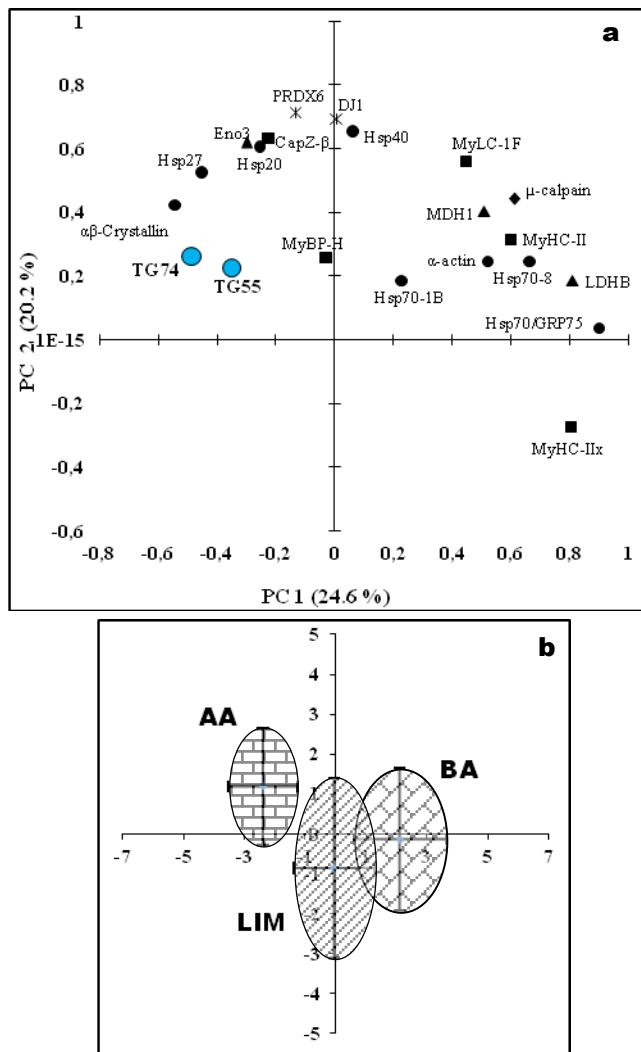 a
1
0,8
0,6
0,4
0,2
-1E-15
-0,2
-0,4
-0,6
PC 2 (20.2 %)
PRDX6
DJ1
Eno3
CapZ-β
Hsp40
Hsp27
Hsp20
MyLC-1F
αβ-Crystallin
μ-calpain
MDH1
TG74
TG55
MyBP-H
MyHC-II
α-actin
Hsp70-8
LDHB
Hsp70-1B
Hsp70/GRP75
MyHC-IIx
-0,8 -0,6 -0,4 -0,2 0 0,2 0,4 0,6 0,8 1
PC 1 (24.6 %)
b
5
4
3
2
1
0
-1
-2
-3
-4
-5
AA
BA
LIM
-7 -5 -3 -1 1 3 5 7